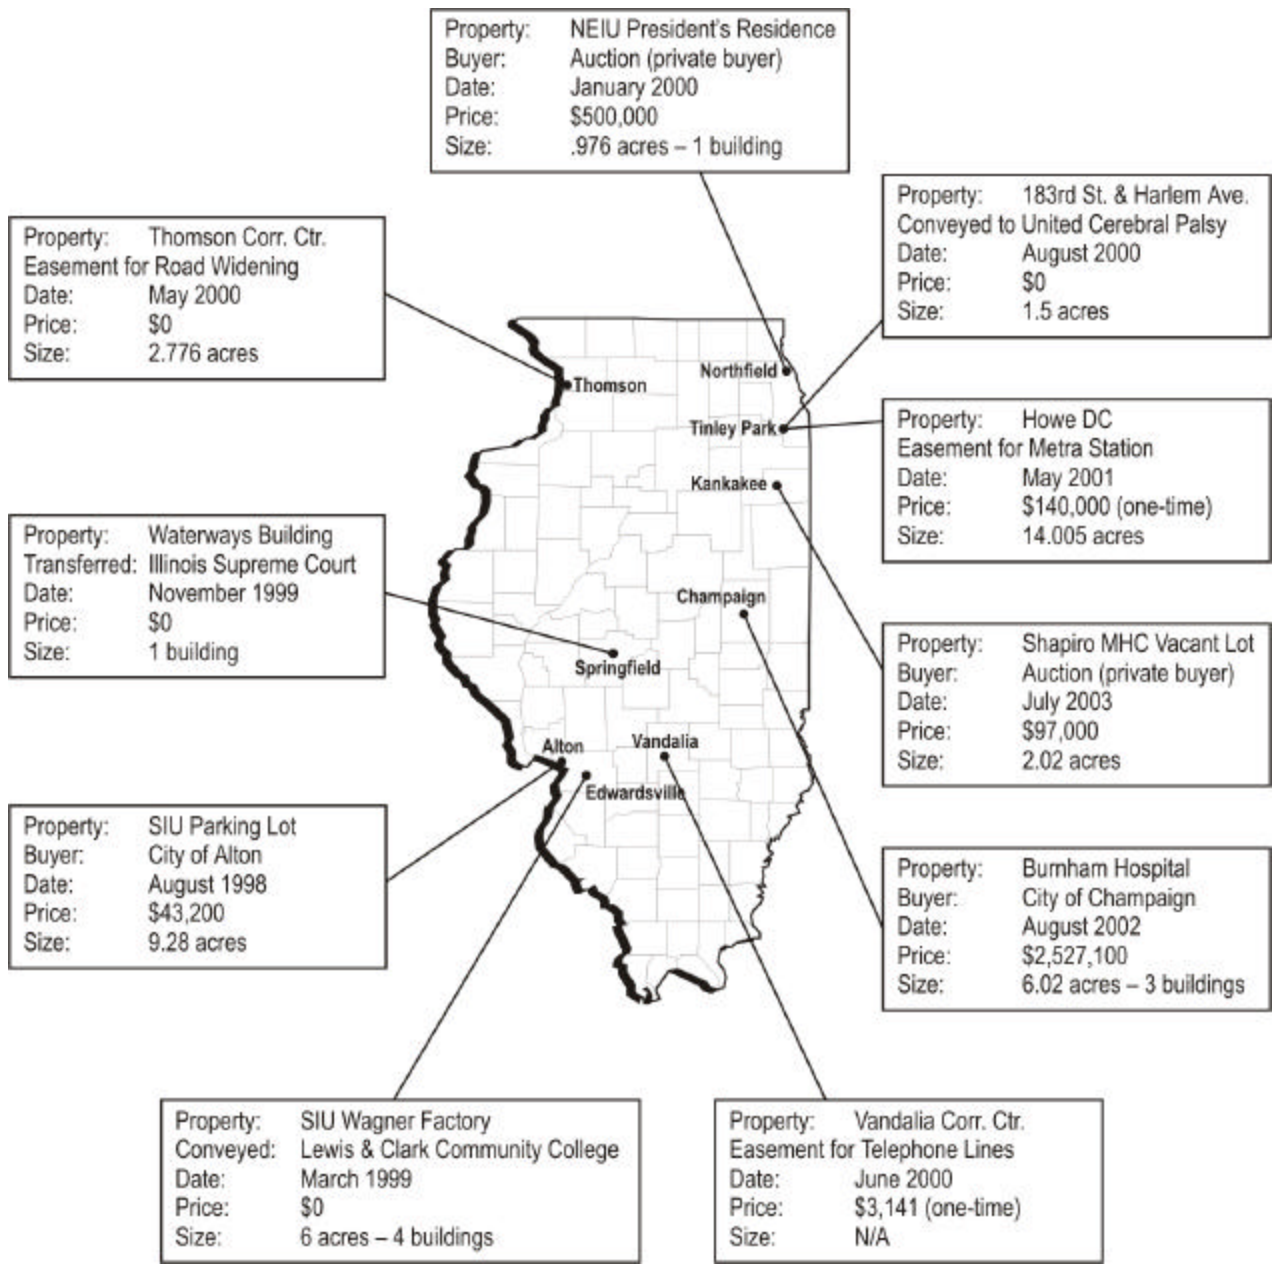 Property: NEIU President's Residence
Buyer: Auction (private buyer)
Date: January 2000
Price: $500,000
Size: .976 acres – 1 building
Property: 183rd St. & Harlem Ave.
Conveyed to United Cerebral Palsy
Date: August 2000
Price: $0
Size: 1.5 acres
Property: Thomson Corr. Ctr.
Easement for Road Widening
Date: May 2000
Price: $0
Size: 2.776 acres
Northfield
Thomson
Tinley Park
Kankakee
Property: Howe DC
Easement for Metra Station
Date: May 2001
Price: $140,000 (one-time)
Size: 14.005 acres
Property: Waterways Building
Transferred: Illinois Supreme Court
Date: November 1999
Price: $0
Size: 1 building
Champaign
Springfield
Property: Shapiro MHC Vacant Lot
Buyer: Auction (private buyer)
Date: July 2003
Price: $97,000
Size: 2.02 acres
Alton
Vandalia
Edwardsville
Property: SIU Parking Lot
Buyer: City of Alton
Date: August 1998
Price: $43,200
Size: 9.28 acres
Property: Burnham Hospital
Buyer: City of Champaign
Date: August 2002
Price: $2,527,100
Size: 6.02 acres – 3 buildings
Property: SIU Wagner Factory
Conveyed: Lewis & Clark Community College
Date: March 1999
Price: $0
Size: 6 acres – 4 buildings
Property: Vandalia Corr. Ctr.
Easement for Telephone Lines
Date: June 2000
Price: $3,141 (one-time)
Size: N/A